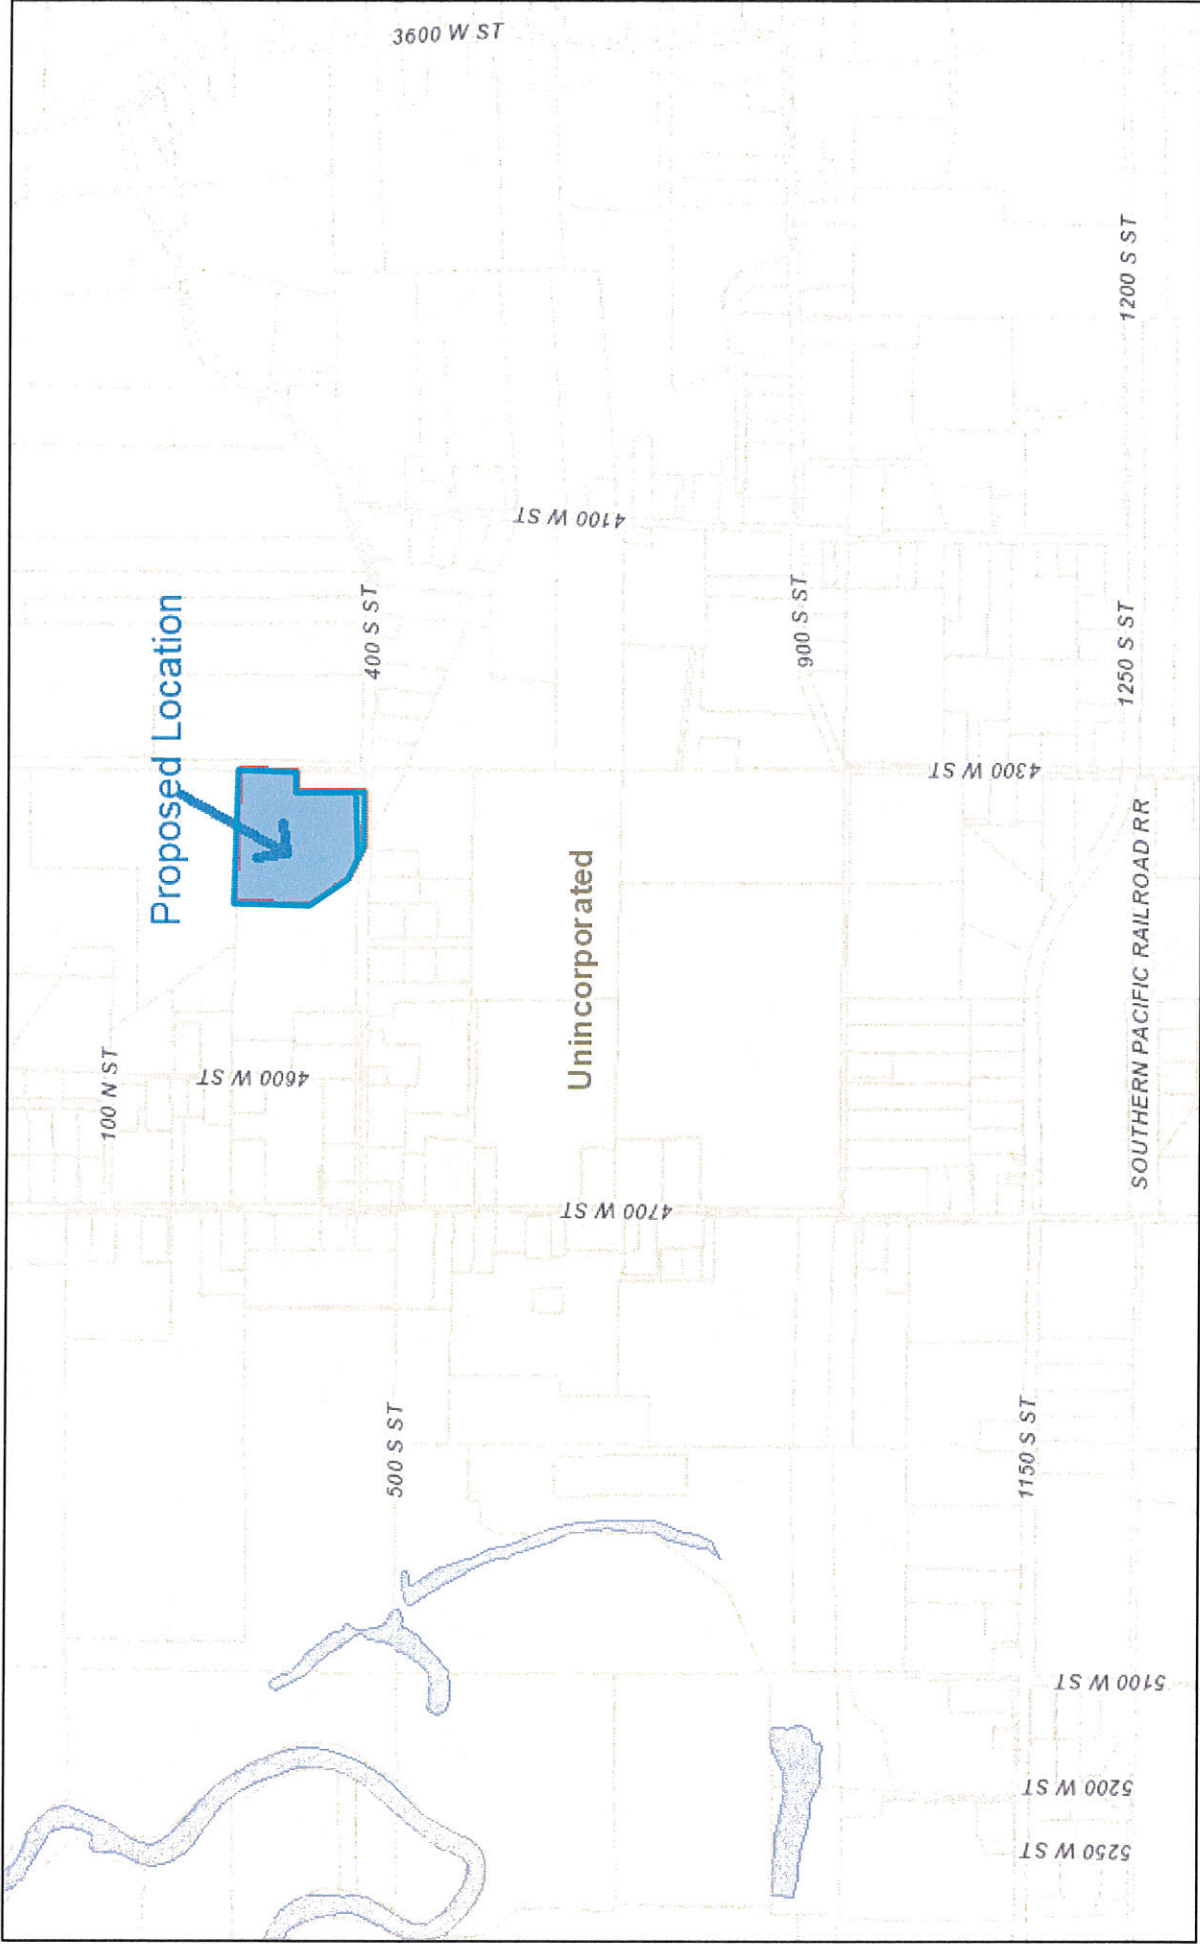 3600 W ST
1200 S ST
4100 W ST
Proposed Location
400 S ST
900 S ST
1250 S ST
4300 W ST
Unincorporated
SOUTHERN PACIFIC RAILROAD RR
100 N ST
4600 W ST
4700 W ST
500 S ST
1150 S ST
5100 W ST
5200 W ST
5250 W ST